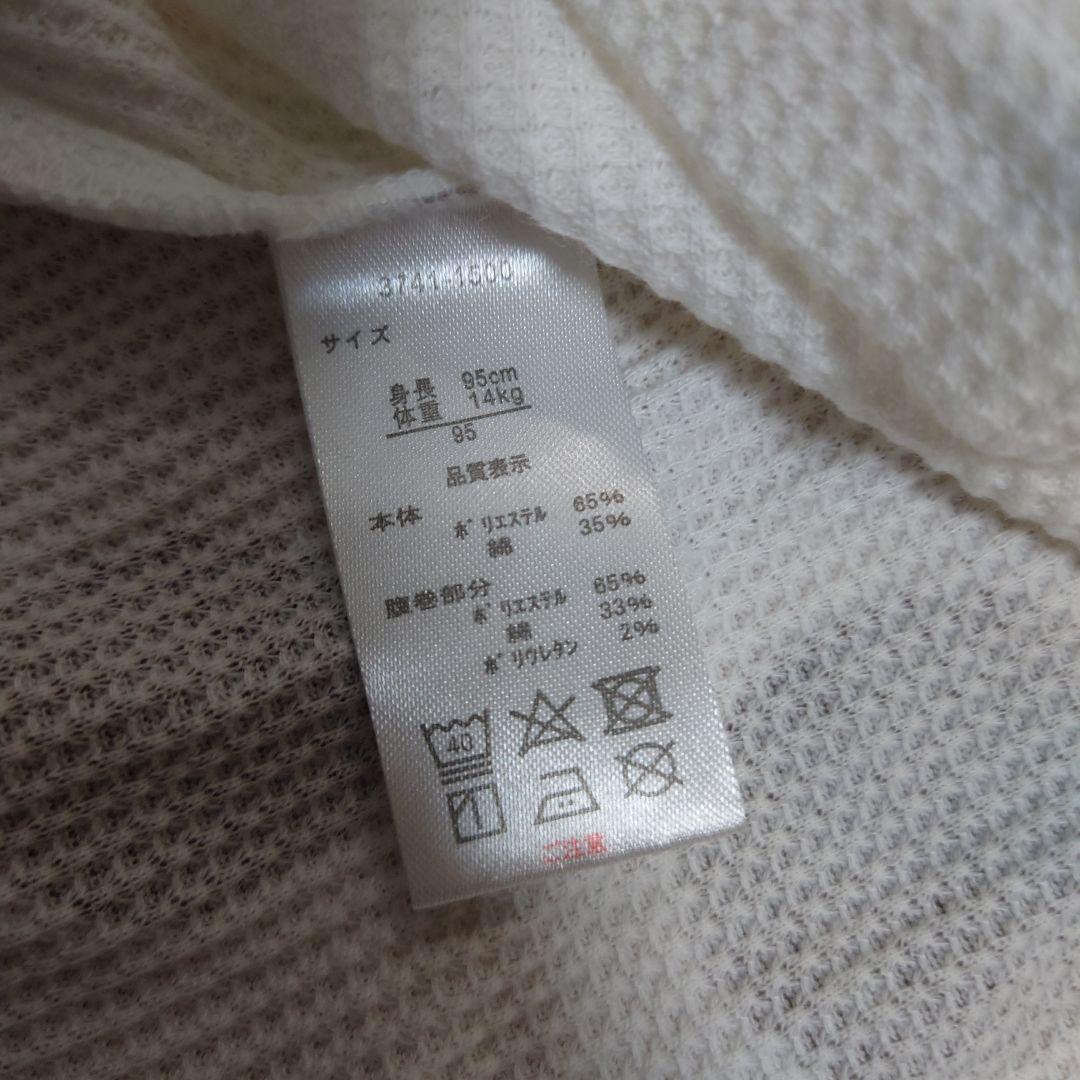 3741-1500
サイズ
身長 95cm
体重 14kg
95
品質表示
本体 ポリエステル 65%
綿 35%
腹巻部分
ポリエステル 65%
綿 33%
ポリウレタン 2%
40
ご注意